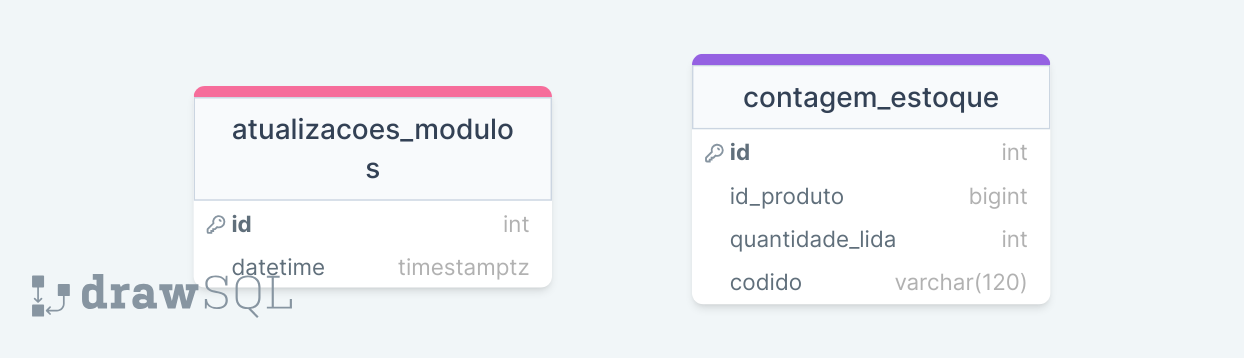 atualizacoes_modulo
s
id int
datetime timestamptz
contagem_estoque
id int
id_produto bigint
quantidade_lida int
codido varchar(120)
drawSQL